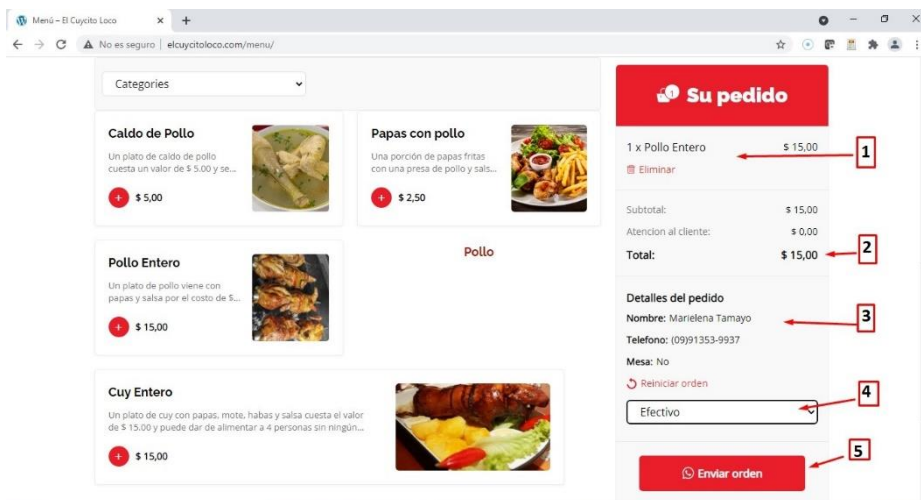 Menú – El Cuycito Loco
No es seguro | elcuycitoloco.com/menu/
Categories
Caldo de Pollo
Un plato de caldo de pollo
cuesta un valor de $ 5.00 y se...
+ $ 5,00
Papas con pollo
Una porción de papas fritas
con una presa de pollo y sals...
+ $ 2,50
Pollo Entero
Un plato de pollo viene con
papas y salsa por el costo de $...
+ $ 15,00
Pollo
Cuy Entero
Un plato de cuy con papas, mote, habas y salsa cuesta el valor
de $ 15.00 y puede dar de alimentar a 4 personas sin ningún...
+ $ 15,00
1 Su pedido
1 x Pollo Entero $ 15,00
Eliminar
1
Subtotal: $ 15,00
Atencion al cliente: $ 0,00
Total: $ 15,00
2
Detalles del pedido
Nombre: Marielena Tamayo
3
Telefono: (09)91353-9937
Mesa: No
Reiniciar orden
Efectivo
4
Enviar orden
5